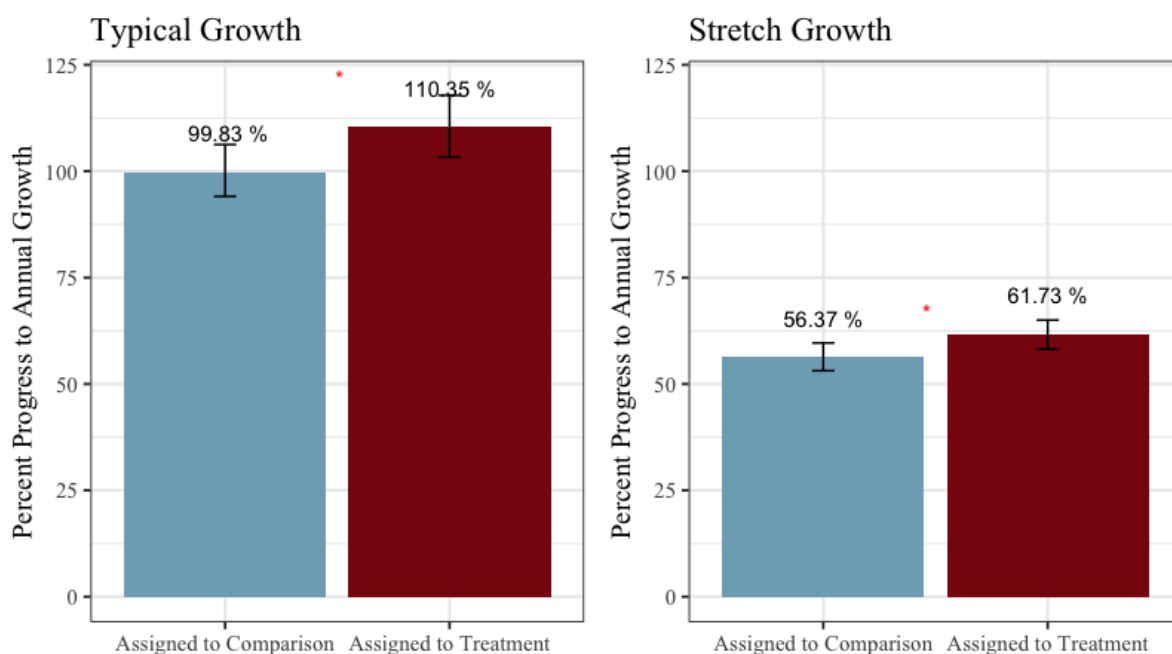 Typical Growth
125
100
75
50
25
0
Percent Progress to Annual Growth
*
99.83 %
110.35 %
Assigned to Comparison
Assigned to Treatment
Stretch Growth
125
100
75
50
25
0
Percent Progress to Annual Growth
*
56.37 %
61.73 %
Assigned to Comparison
Assigned to Treatment